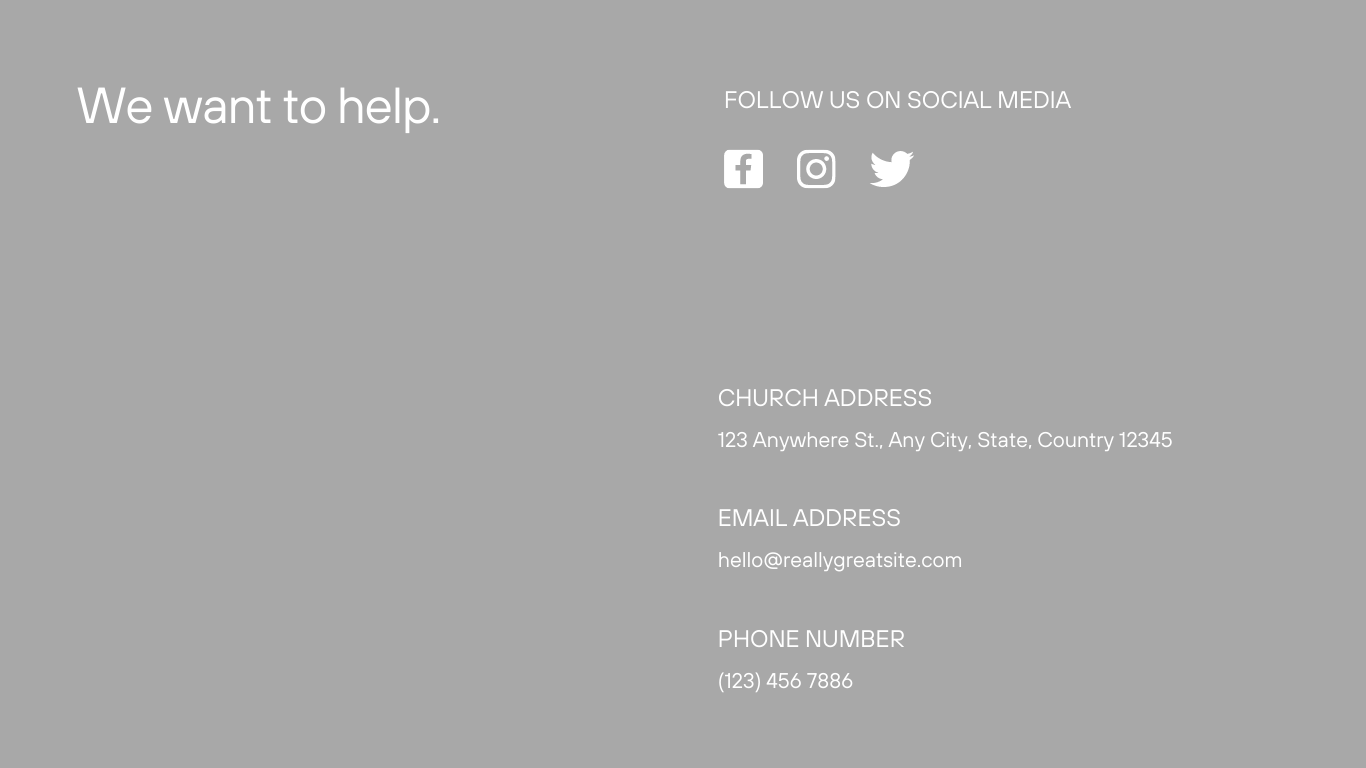 We want to help.
FOLLOW US ON SOCIAL MEDIA
CHURCH ADDRESS
123 Anywhere St., Any City, State, Country 12345
EMAIL ADDRESS
hello@reallygreatsite.com
PHONE NUMBER
(123) 456 7886